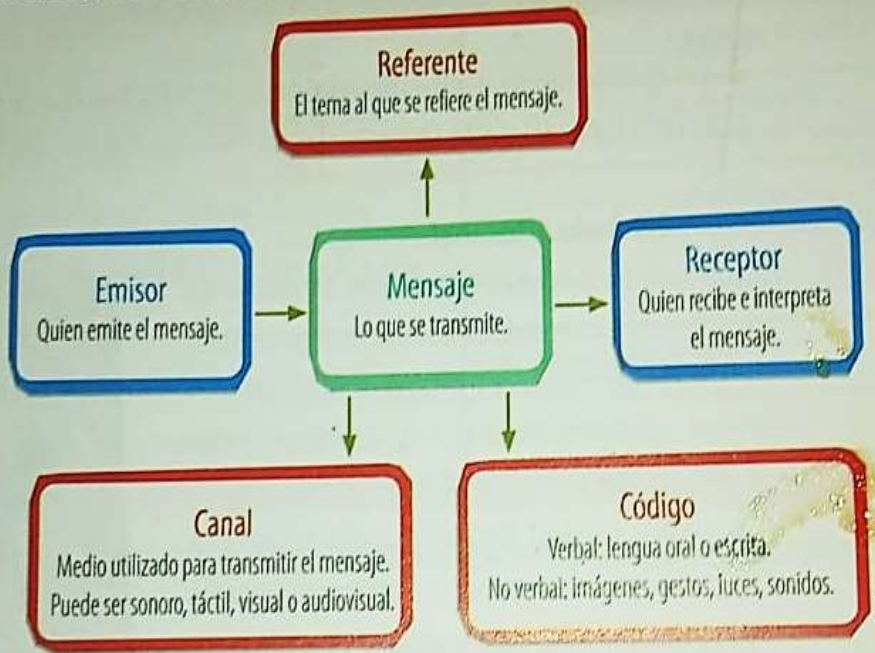 Referente
El tema al que se refiere el mensaje.
Emisor
Quien emite el mensaje.
Mensaje
Lo que se transmite.
Receptor
Quien recibe e interpreta
el mensaje.
Canal
Medio utilizado para transmitir el mensaje.
Puede ser sonoro, táctil, visual o audiovisual.
Código
Verbal: lengua oral o escrita.
No verbal: imágenes, gestos, luces, sonidos.